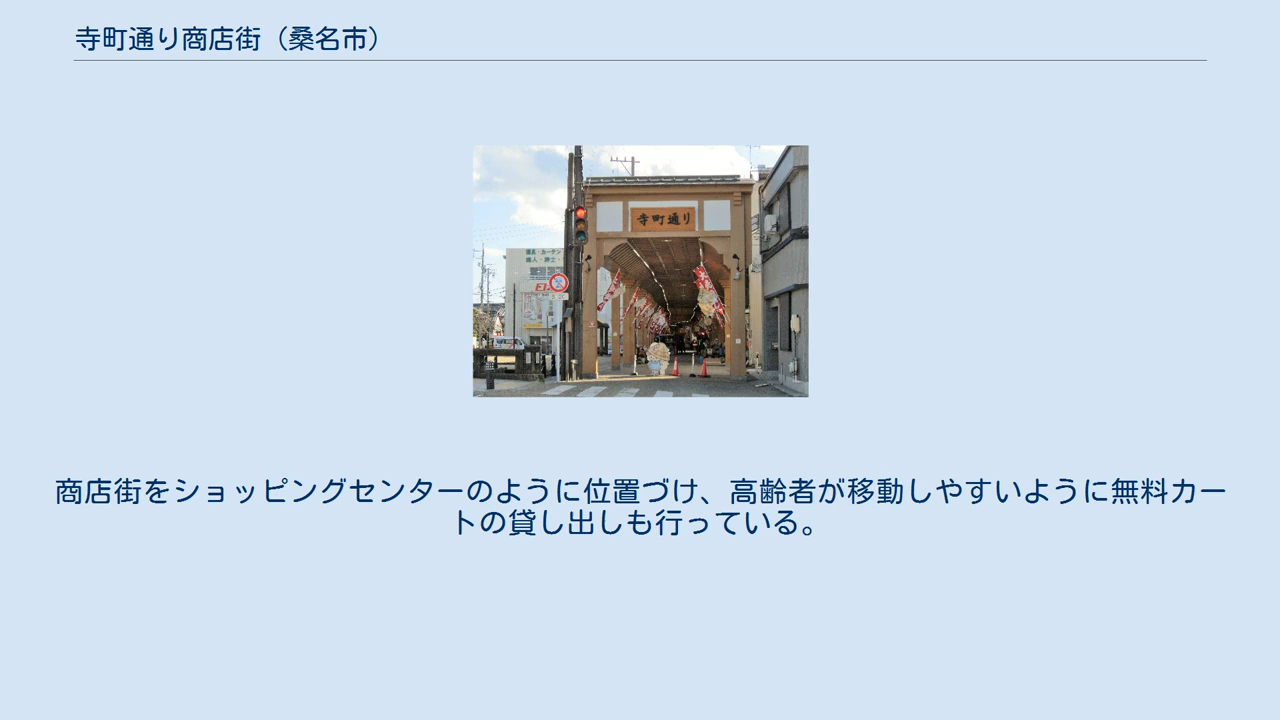 寺町通り商店街（桑名市）
寺町通り
商店街をショッピングセンターのように位置づけ、高齢者が移動しやすいように無料カー
トの貸し出しも行っている。